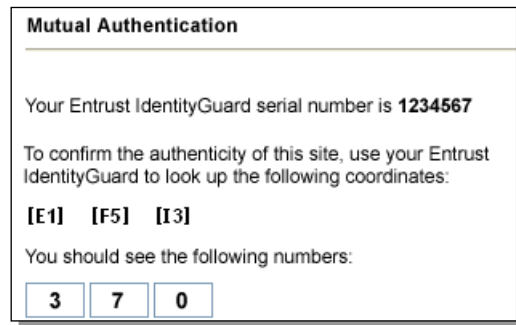 Mutual Authentication
Your Entrust IdentityGuard serial number is 1234567
To confirm the authenticity of this site, use your Entrust
IdentityGuard to look up the following coordinates:
[E1] [F5] [I3]
You should see the following numbers:
3 7 0